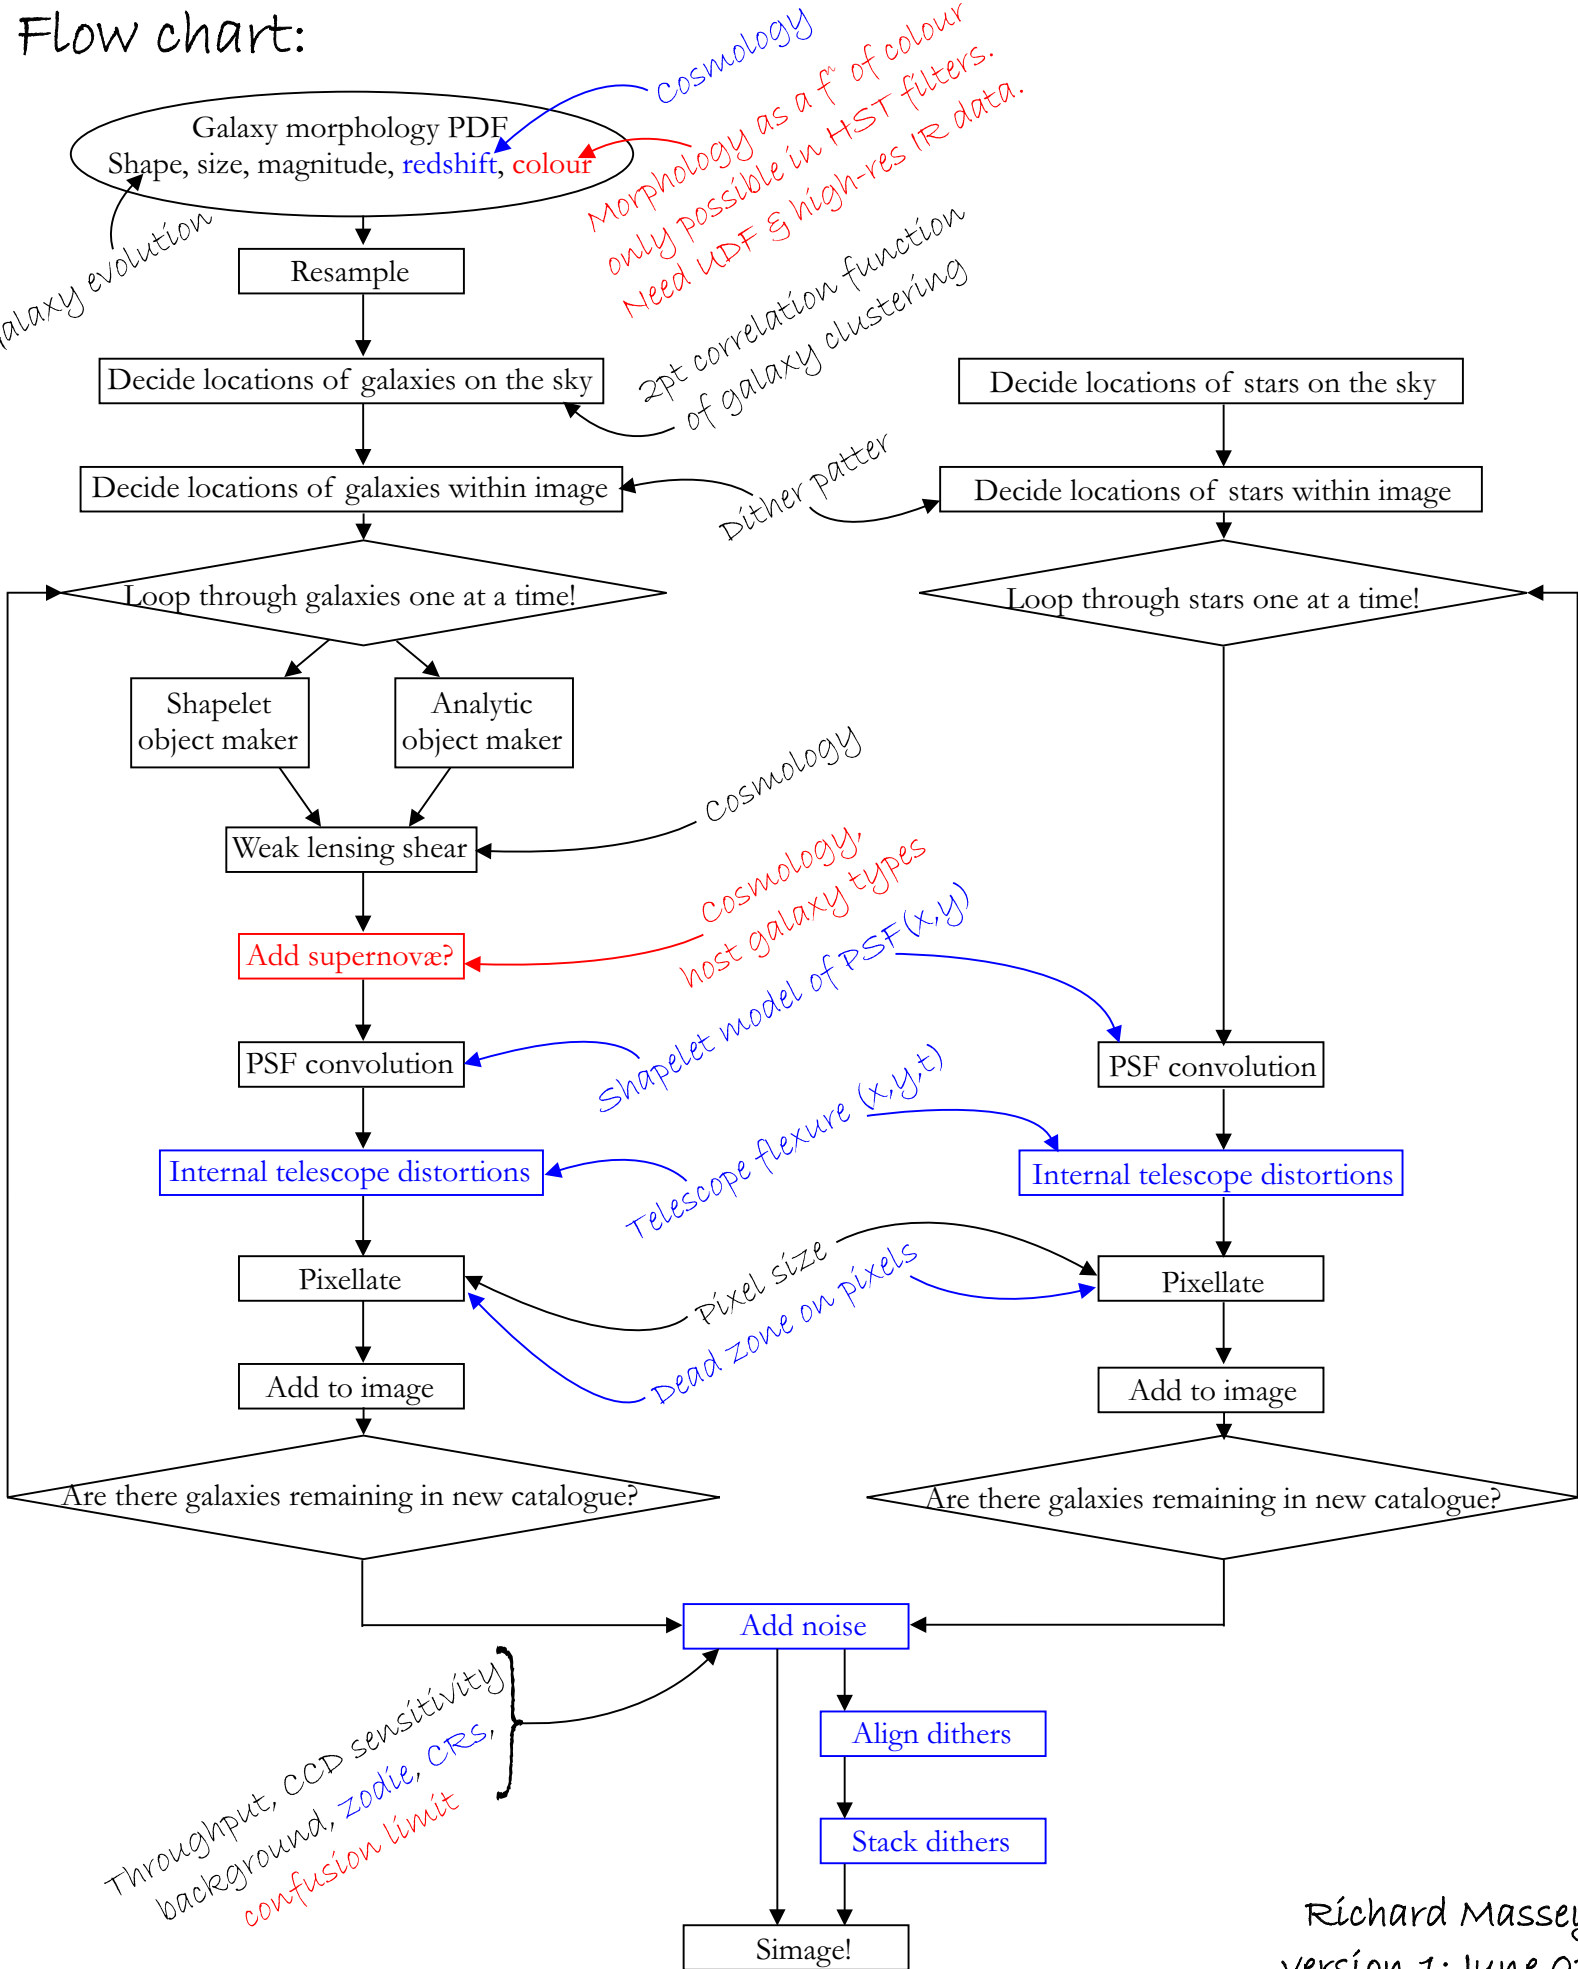 Flow chart:
Cosmology
Galaxy morphology PDF
Shape, size, magnitude, redshift, colour
Morphology as a fⁿ of colour
only possible in HST filters.
Need UDF & high-res IR data.
alaxy evolution
Resample
2pt correlation function
of galaxy clustering
Decide locations of galaxies on the sky
Decide locations of stars on the sky
Dither patter
Decide locations of galaxies within image
Decide locations of stars within image
Loop through galaxies one at a time!
Loop through stars one at a time!
Shapelet
object maker
Analytic
object maker
Cosmology
Weak lensing shear
Cosmology,
host galaxy types
Add supernovæ?
Shapelet model of PSF(x,y)
PSF convolution
PSF convolution
Telescope flexure (x,y,t)
Internal telescope distortions
Internal telescope distortions
Pixel size
Dead zone on pixels
Pixellate
Pixellate
Add to image
Add to image
Are there galaxies remaining in new catalogue?
Are there galaxies remaining in new catalogue?
Add noise
Throughput, CCD sensitivity
background, zodie, CRs,
confusion limit
Align dithers
Stack dithers
Simage!
Richard Massey
version 1: June 0